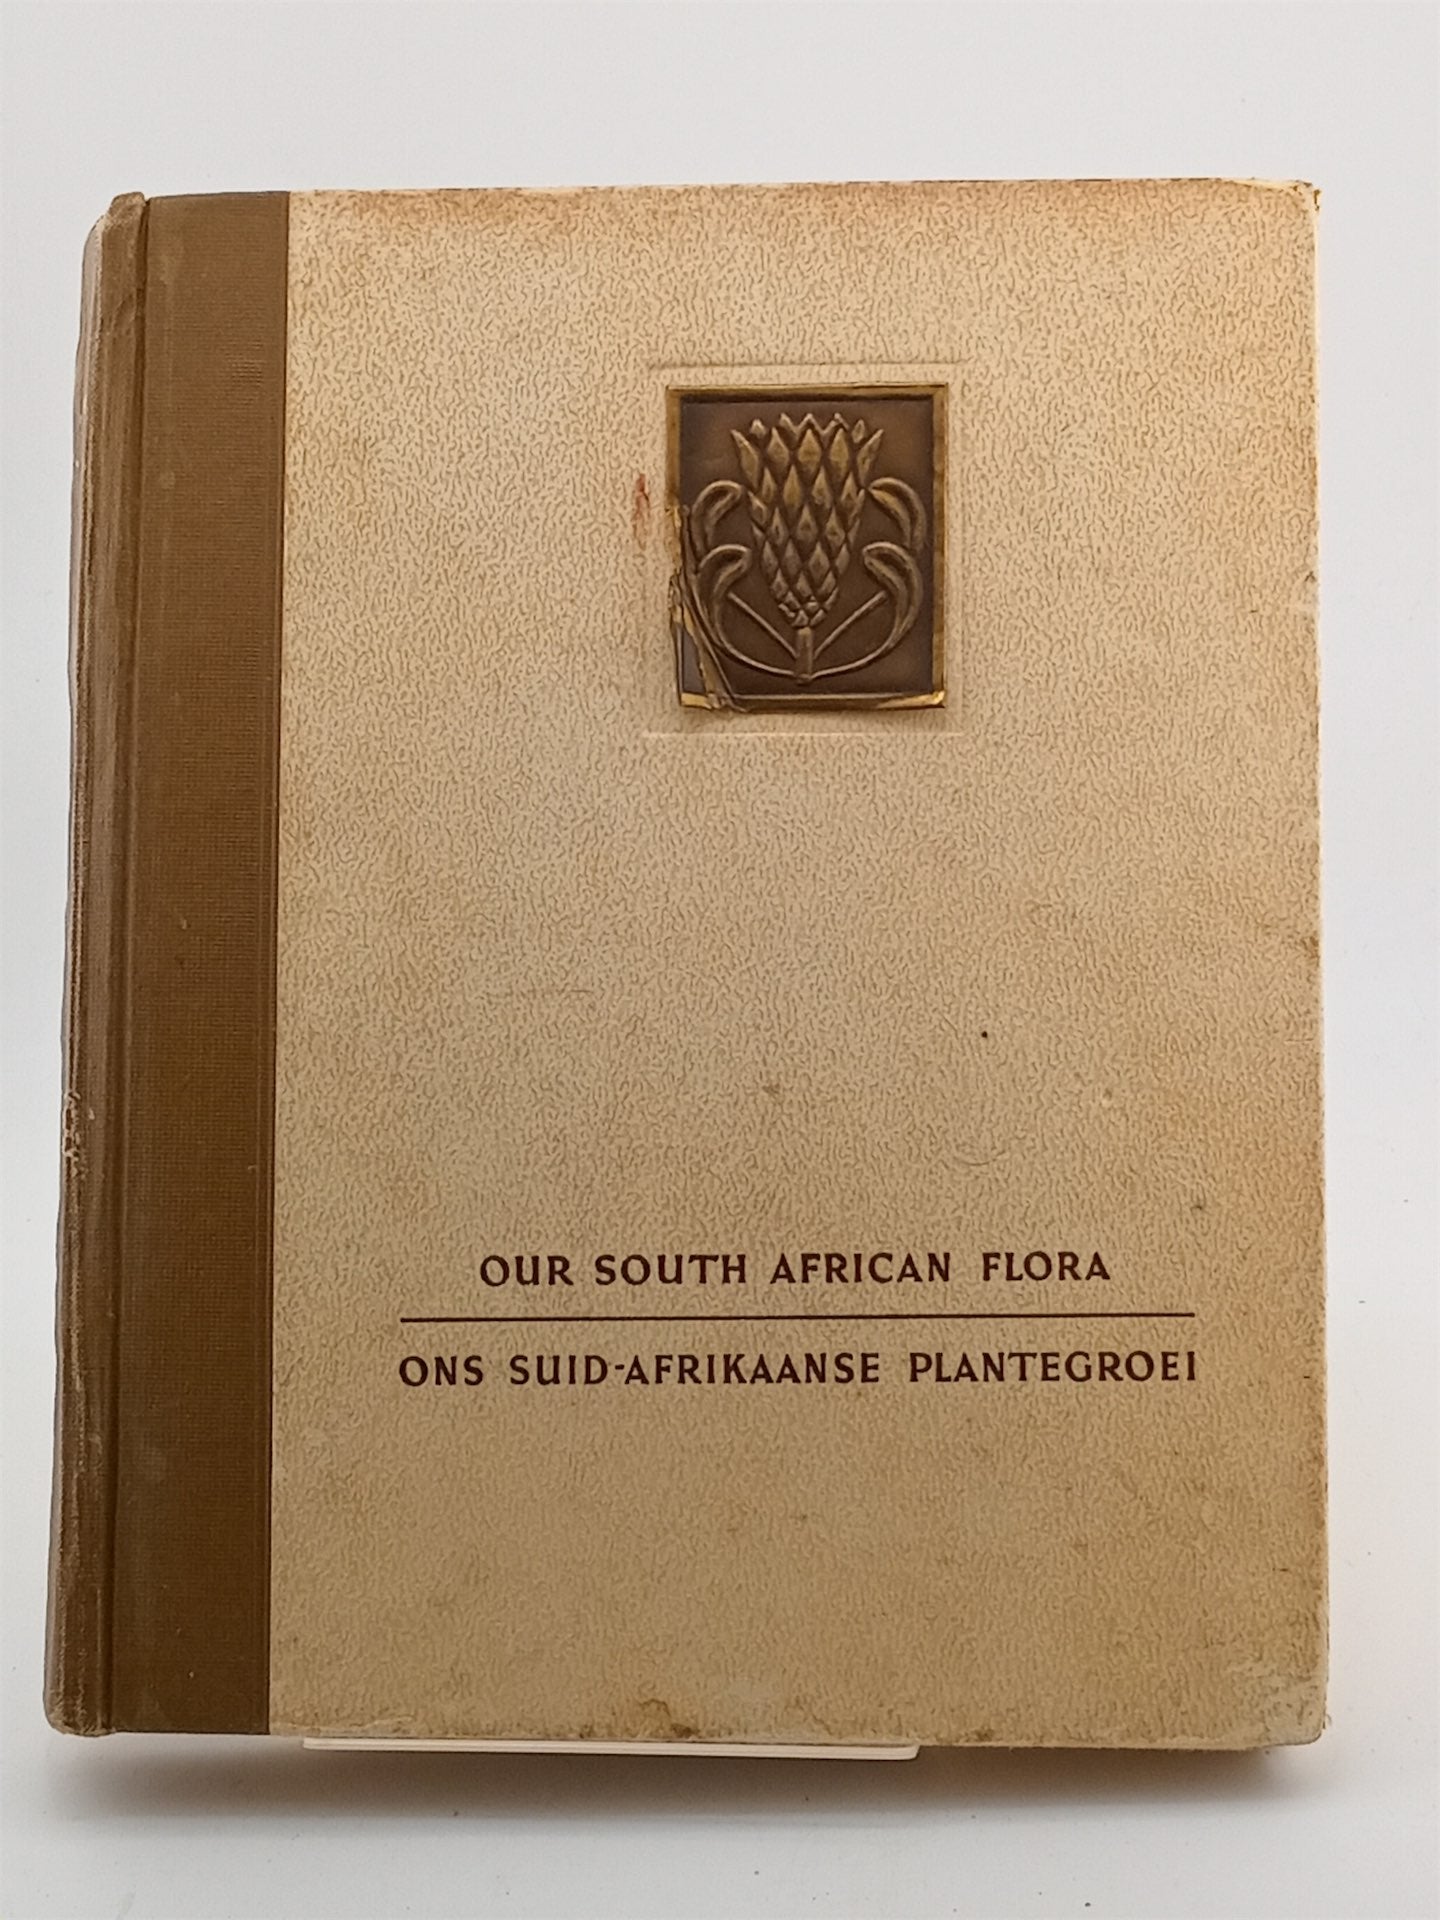 OUR SOUTH AFRICAN FLORA
ONS SUID-AFRIKAANSE PLANTEGROEI